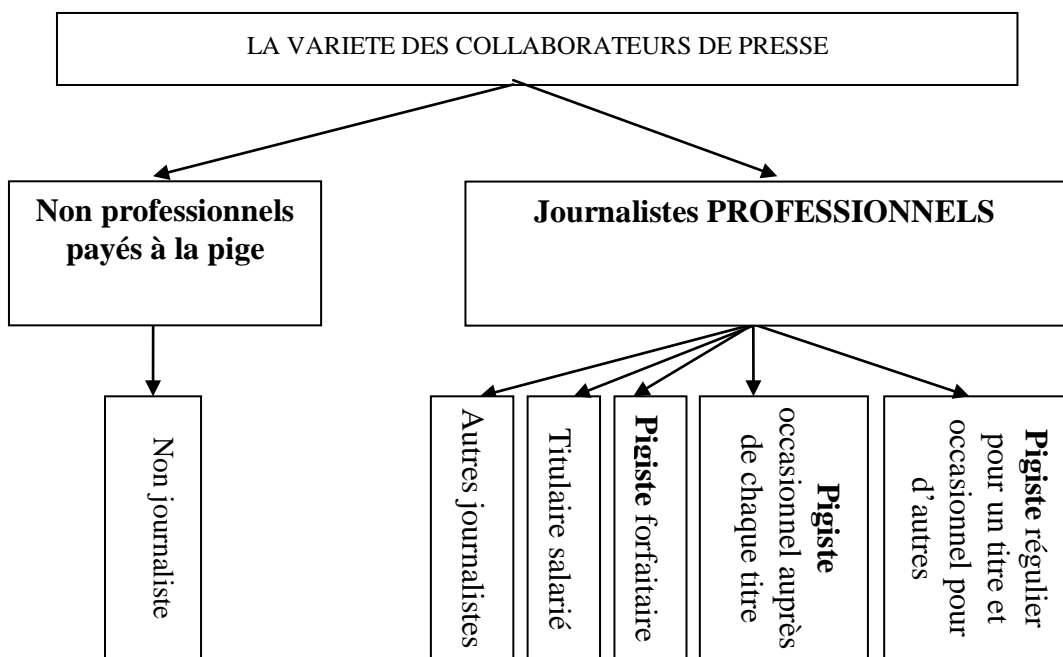 LA VARIETE DES COLLABORATEURS DE PRESSE
Non professionnels
payés à la pige
Journalistes PROFESSIONNELS
Non journaliste
Autres journalistes
Titulaire salarié
Pigiste forfaitaire
Pigiste
occasionnel auprès
de chaque titre
Pigiste régulier
pour un titre et
occasionnel pour
d’autres